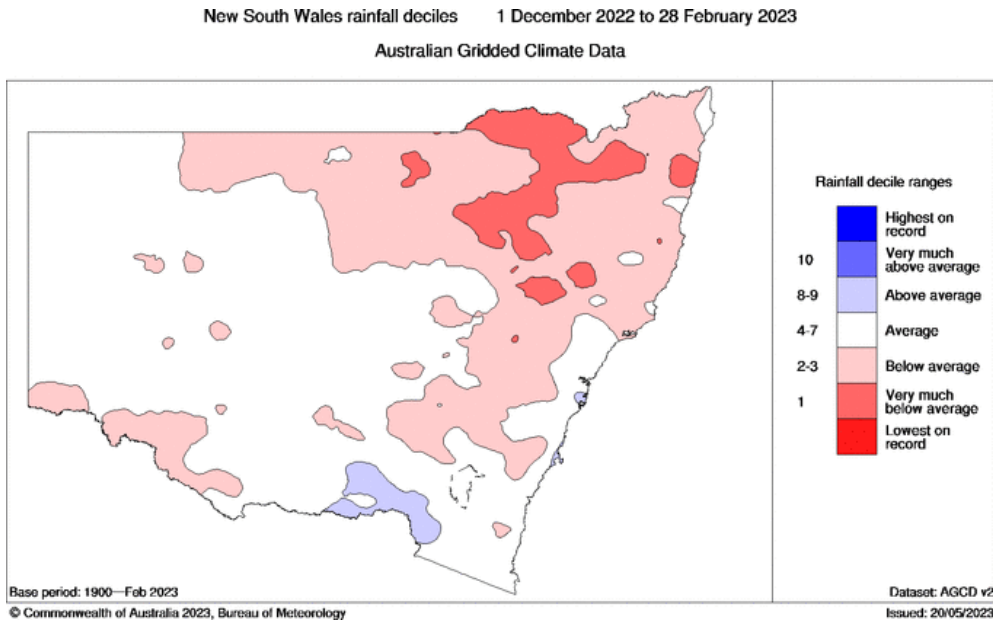 New South Wales rainfall deciles 1 December 2022 to 28 February 2023
Australian Gridded Climate Data
Rainfall decile ranges
Highest on
record
10 Very much
above average
8-9 Above average
4-7 Average
2-3 Below average
1 Very much
below average
Lowest on
record
Base period: 1900—Feb 2023 Dataset: AGCD v2
© Commonwealth of Australia 2023, Bureau of Meteorology Issued: 20/05/2023